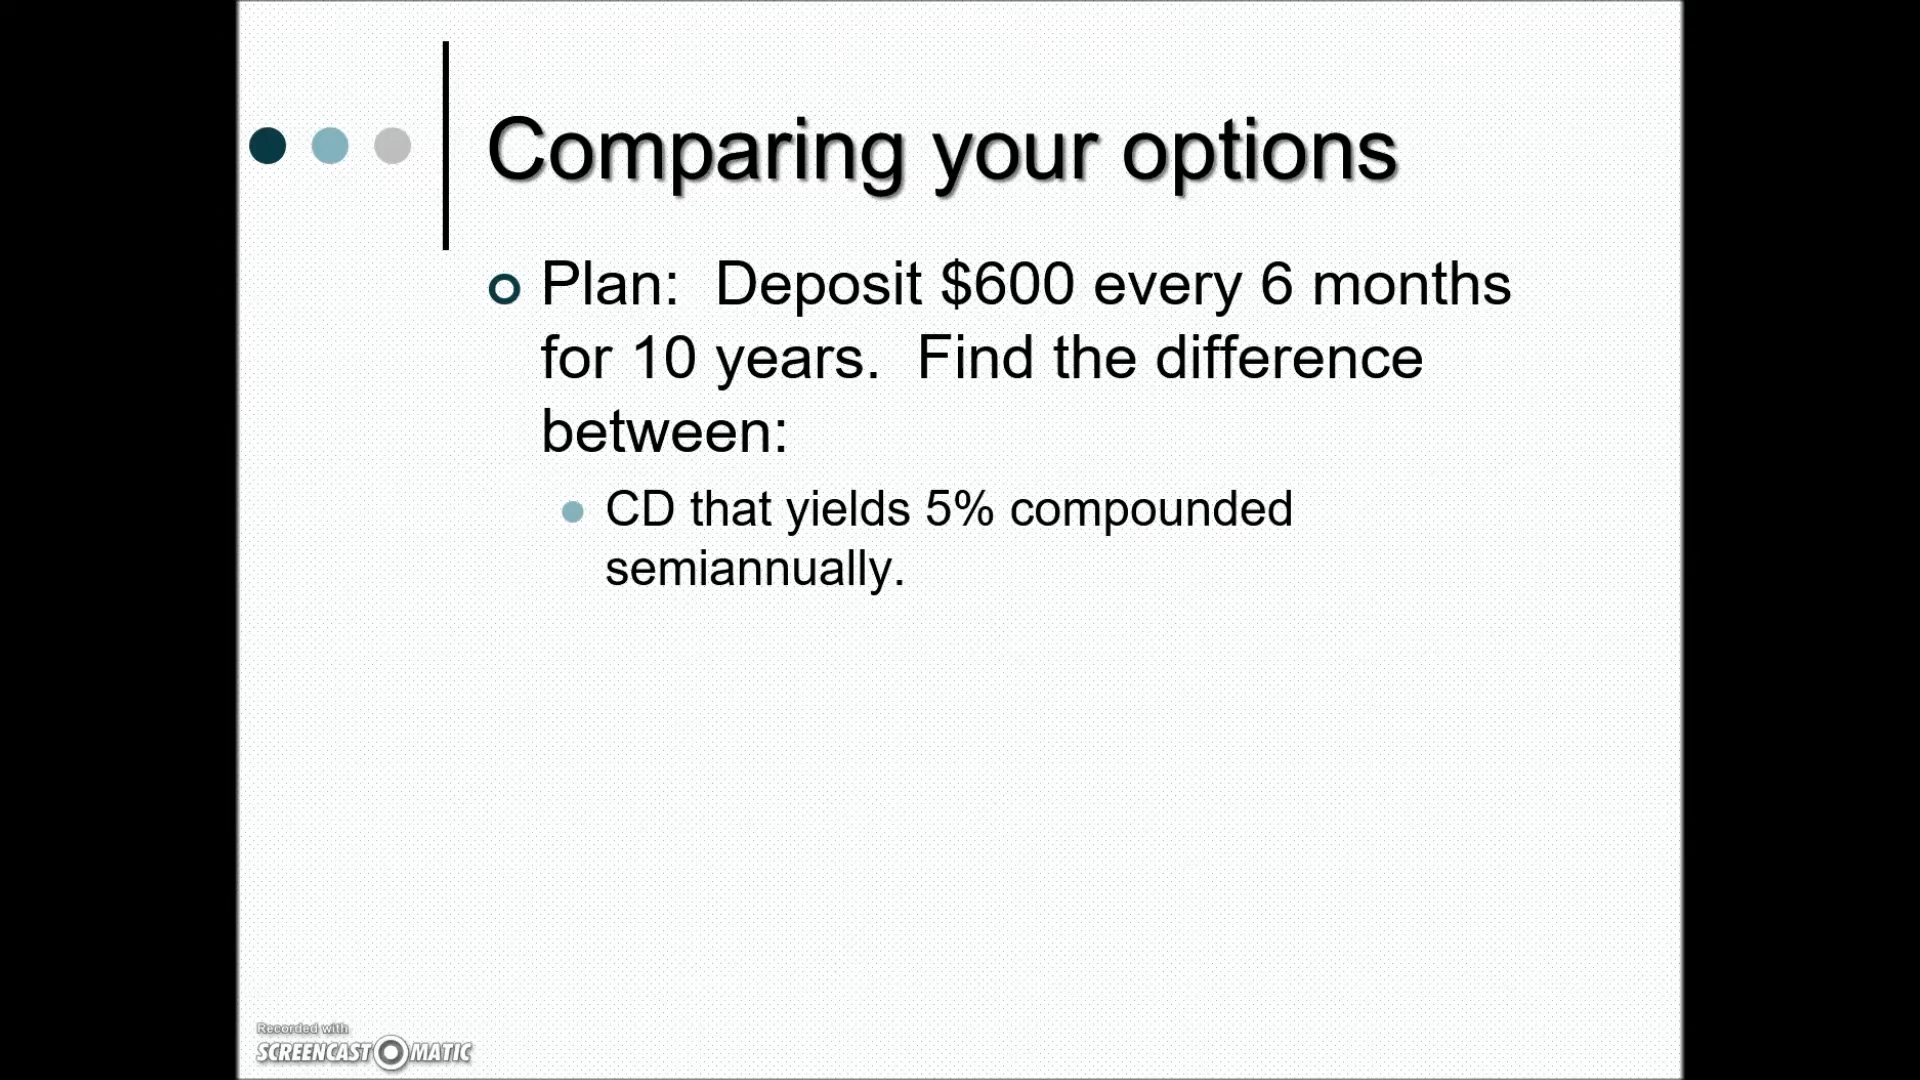 Comparing your options
Plan:  Deposit $600 every 6 months
for 10 years.  Find the difference
between:
CD that yields 5% compounded
semiannually.
Recorded with
SCREENCAST-O-MATIC